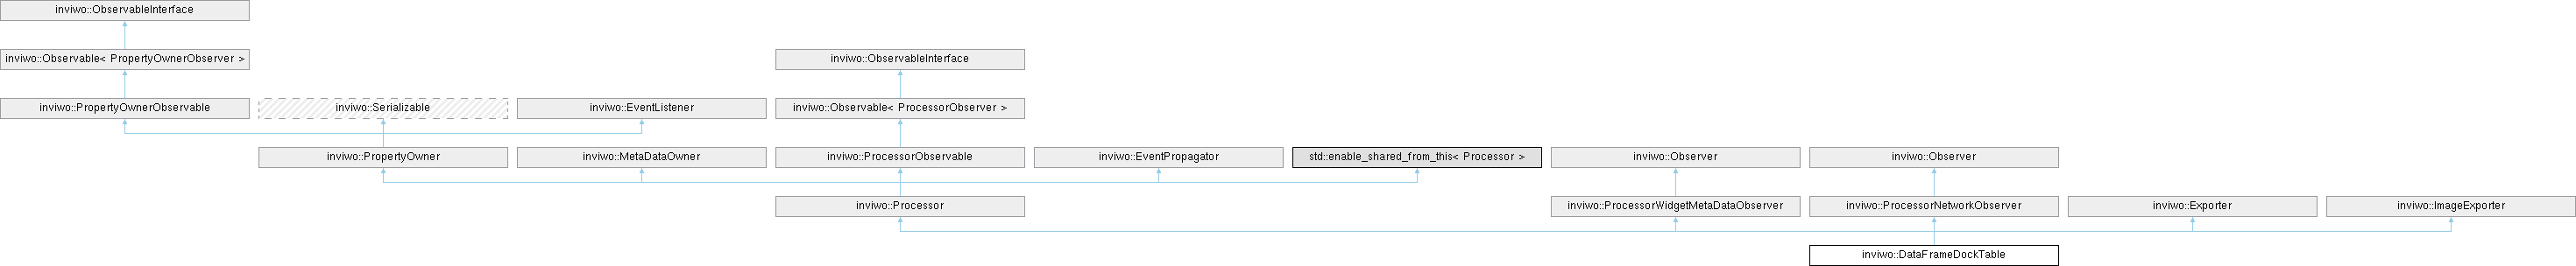 inviwo::ObservableInterface
inviwo::Observable< PropertyOwnerObserver >
inviwo::ObservableInterface
inviwo::PropertyOwnerObservable
inviwo::Serializable
inviwo::EventListener
inviwo::Observable< ProcessorObserver >
inviwo::PropertyOwner
inviwo::MetaDataOwner
inviwo::ProcessorObservable
inviwo::EventPropagator
std::enable_shared_from_this< Processor >
inviwo::Observer
inviwo::Observer
inviwo::Processor
inviwo::ProcessorWidgetMetaDataObserver
inviwo::ProcessorNetworkObserver
inviwo::Exporter
inviwo::ImageExporter
inviwo::DataFrameDockTable